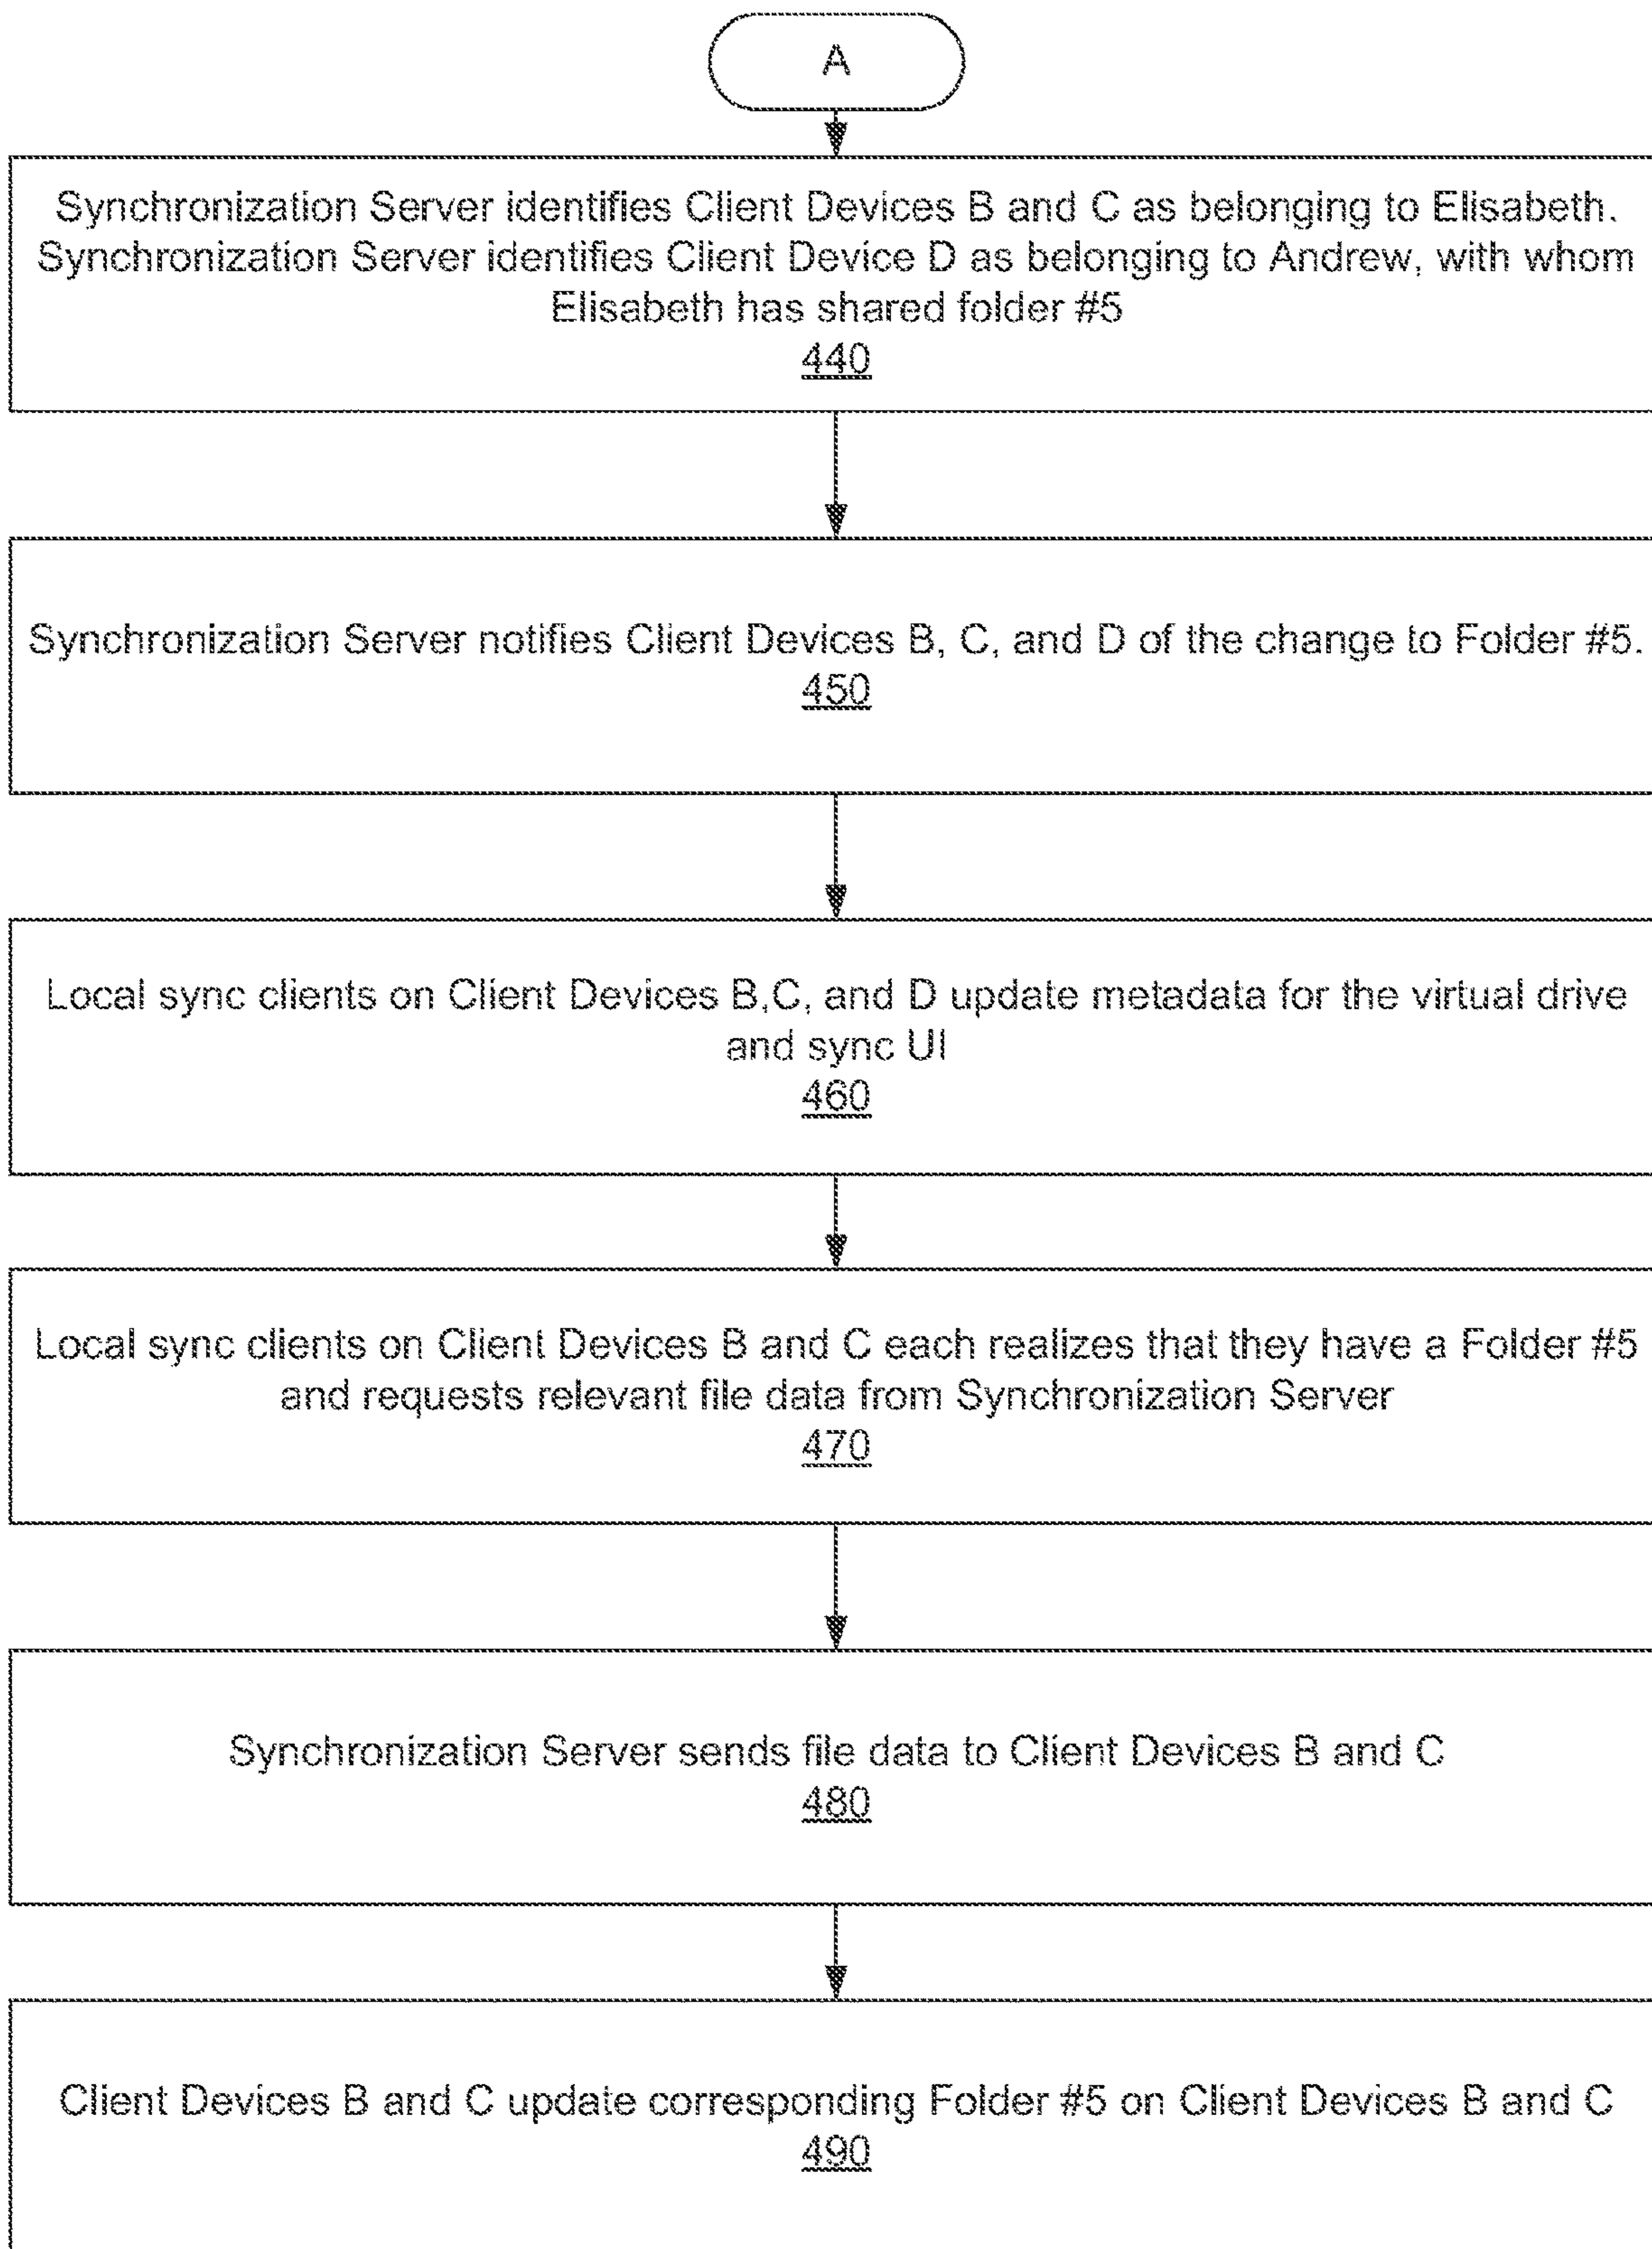 A
Synchronization Server identifies Client Devices B and C as belonging to Elisabeth.
Synchronization Server identifies Client Device D as belonging to Andrew, with whom
Elisabeth has shared folder #5
440
Synchronization Server notifies Client Devices B, C, and D of the change to Folder #5.
450
Local sync clients on Client Devices B,C, and D update metadata for the virtual drive
and sync UI
460
Local sync clients on Client Devices B and C each realizes that they have a Folder #5
and requests relevant file data from Synchronization Server
470
Synchronization Server sends file data to Client Devices B and C
480
Client Devices B and C update corresponding Folder #5 on Client Devices B and C
490